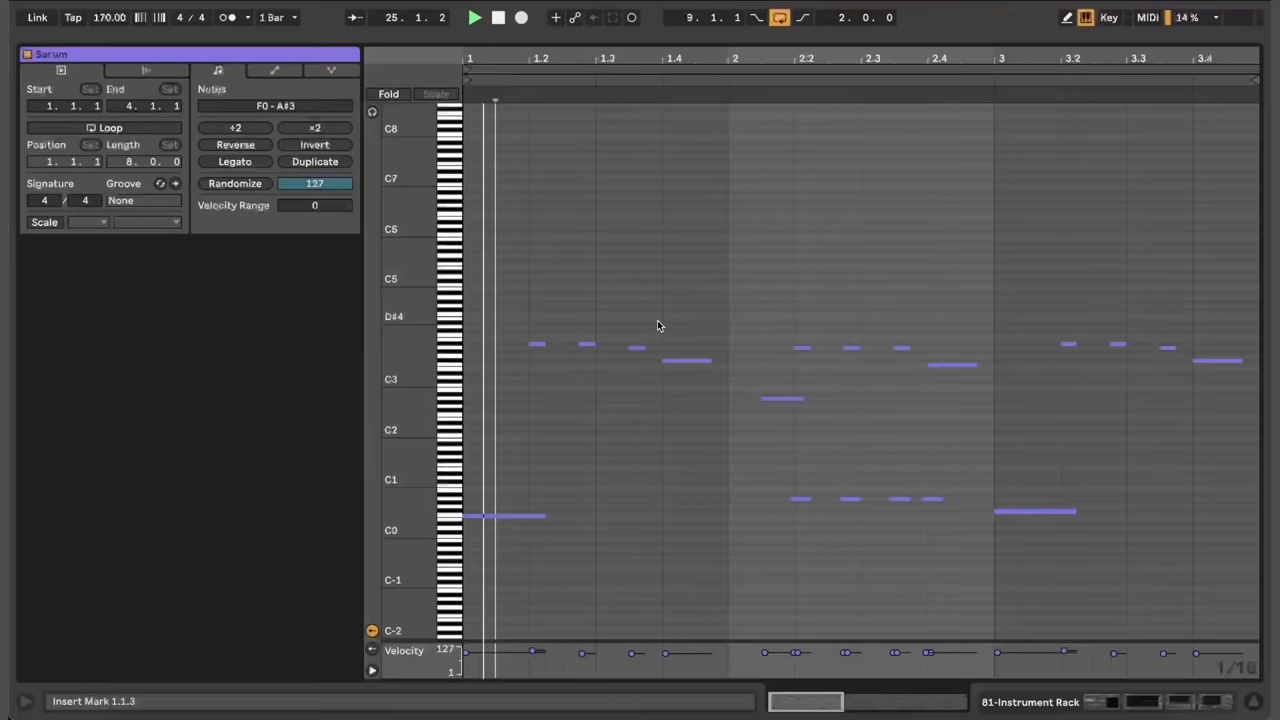 Link Tap 170.00 4 / 4 1 Bar 25. 1. 2 9. 1. 1 2. 0. 0 Key MIDI 14 %
Serum
1 1.2 1.3 1.4 2 2.2 2.3 2.4 3 3.2 3.3 3.4
Start Set End Set Notes
Fold Scale
1. 1. 1 4. 1. 1 F0 - A#3
Loop ÷2 ×2
C8
Position Set Length Set Reverse Invert
1. 1. 1 8. 0. 0 Legato Duplicate
C7
Signature Groove Randomize 127
4 / 4 None Velocity Range 0
Scale
C5
C5
D#4
C3
C2
C1
C0
C-1
C-2
Velocity 127
1
1/16
Insert Mark 1.1.3 81-Instrument Rack